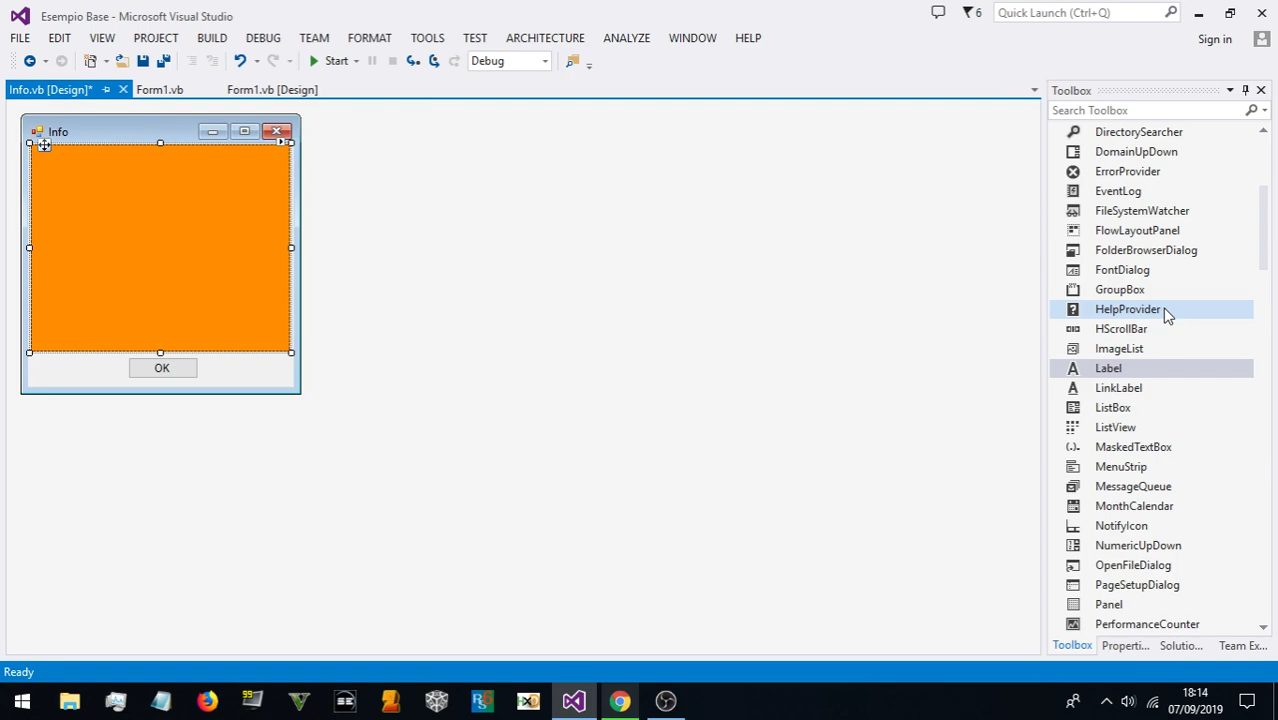 Esempio Base - Microsoft Visual Studio
6
Quick Launch (Ctrl+Q)
FILE EDIT VIEW PROJECT BUILD DEBUG TEAM FORMAT TOOLS TEST ARCHITECTURE ANALYZE WINDOW HELP
Sign in
Start
Debug
Info.vb [Design]*
Form1.vb
Form1.vb [Design]
Info
OK
Toolbox
Search Toolbox
DirectorySearcher
DomainUpDown
ErrorProvider
EventLog
FileSystemWatcher
FlowLayoutPanel
FolderBrowserDialog
FontDialog
GroupBox
HelpProvider
HScrollBar
ImageList
Label
LinkLabel
ListBox
ListView
MaskedTextBox
MenuStrip
MessageQueue
MonthCalendar
NotifyIcon
NumericUpDown
OpenFileDialog
PageSetupDialog
Panel
PerformanceCounter
Toolbox Properti... Solutio... Team Ex...
Ready
99
18:14
07/09/2019